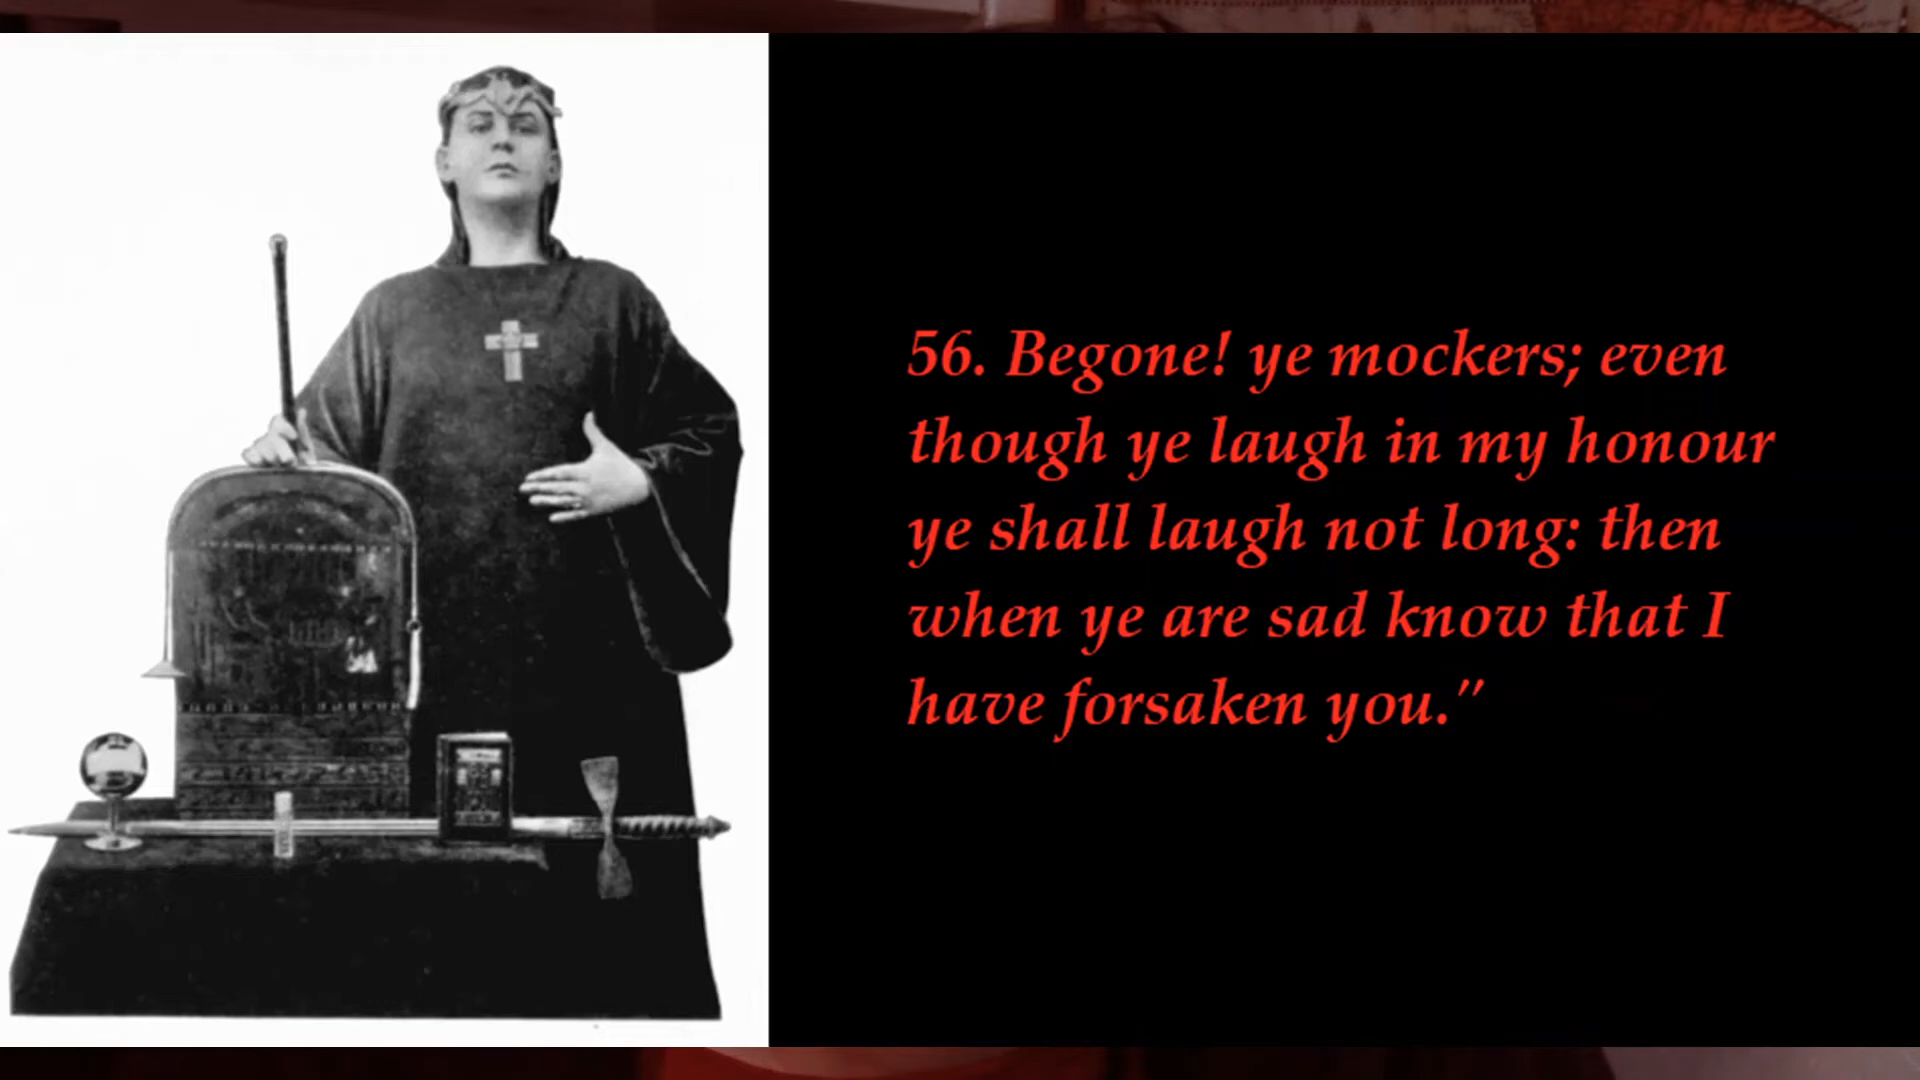 56. Begone! ye mockers; even
though ye laugh in my honour
ye shall laugh not long: then
when ye are sad know that I
have forsaken you."